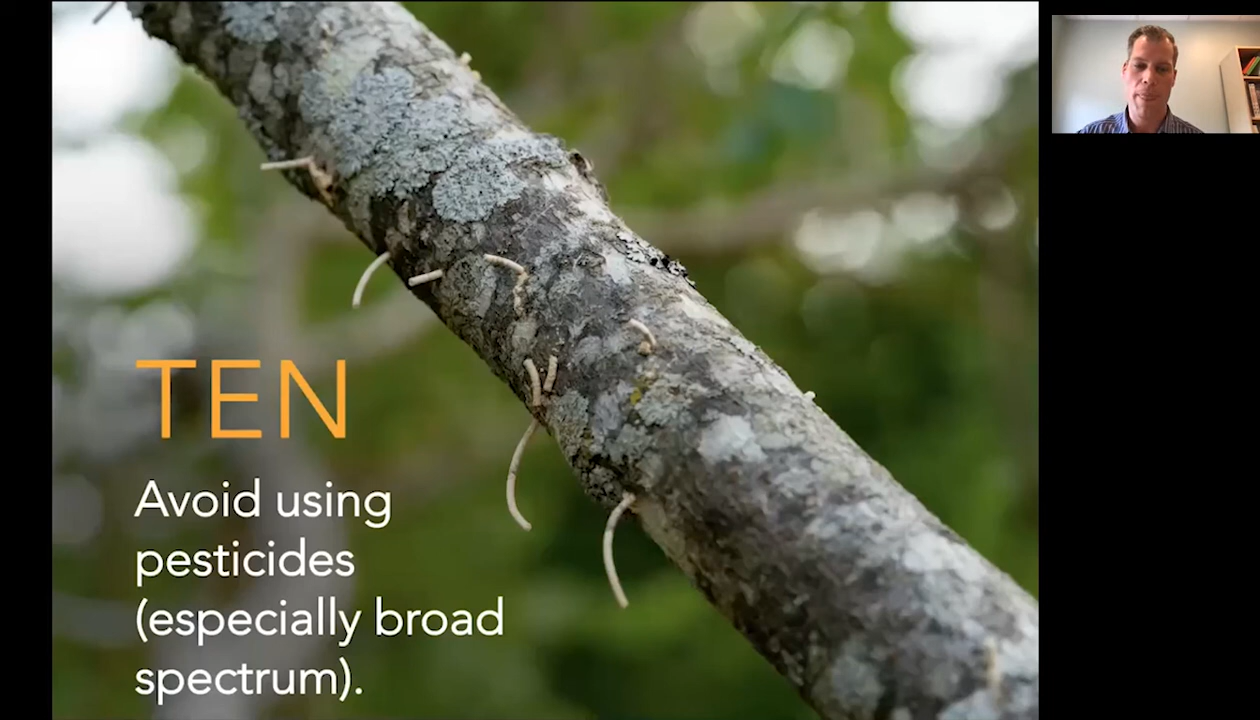 TEN
Avoid using
pesticides
(especially broad
spectrum).